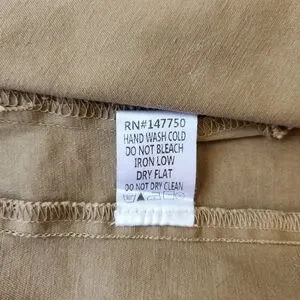 RN#147750
HAND WASH COLD
DO NOT BLEACH
IRON LOW
DRY FLAT
DO NOT DRY CLEAN